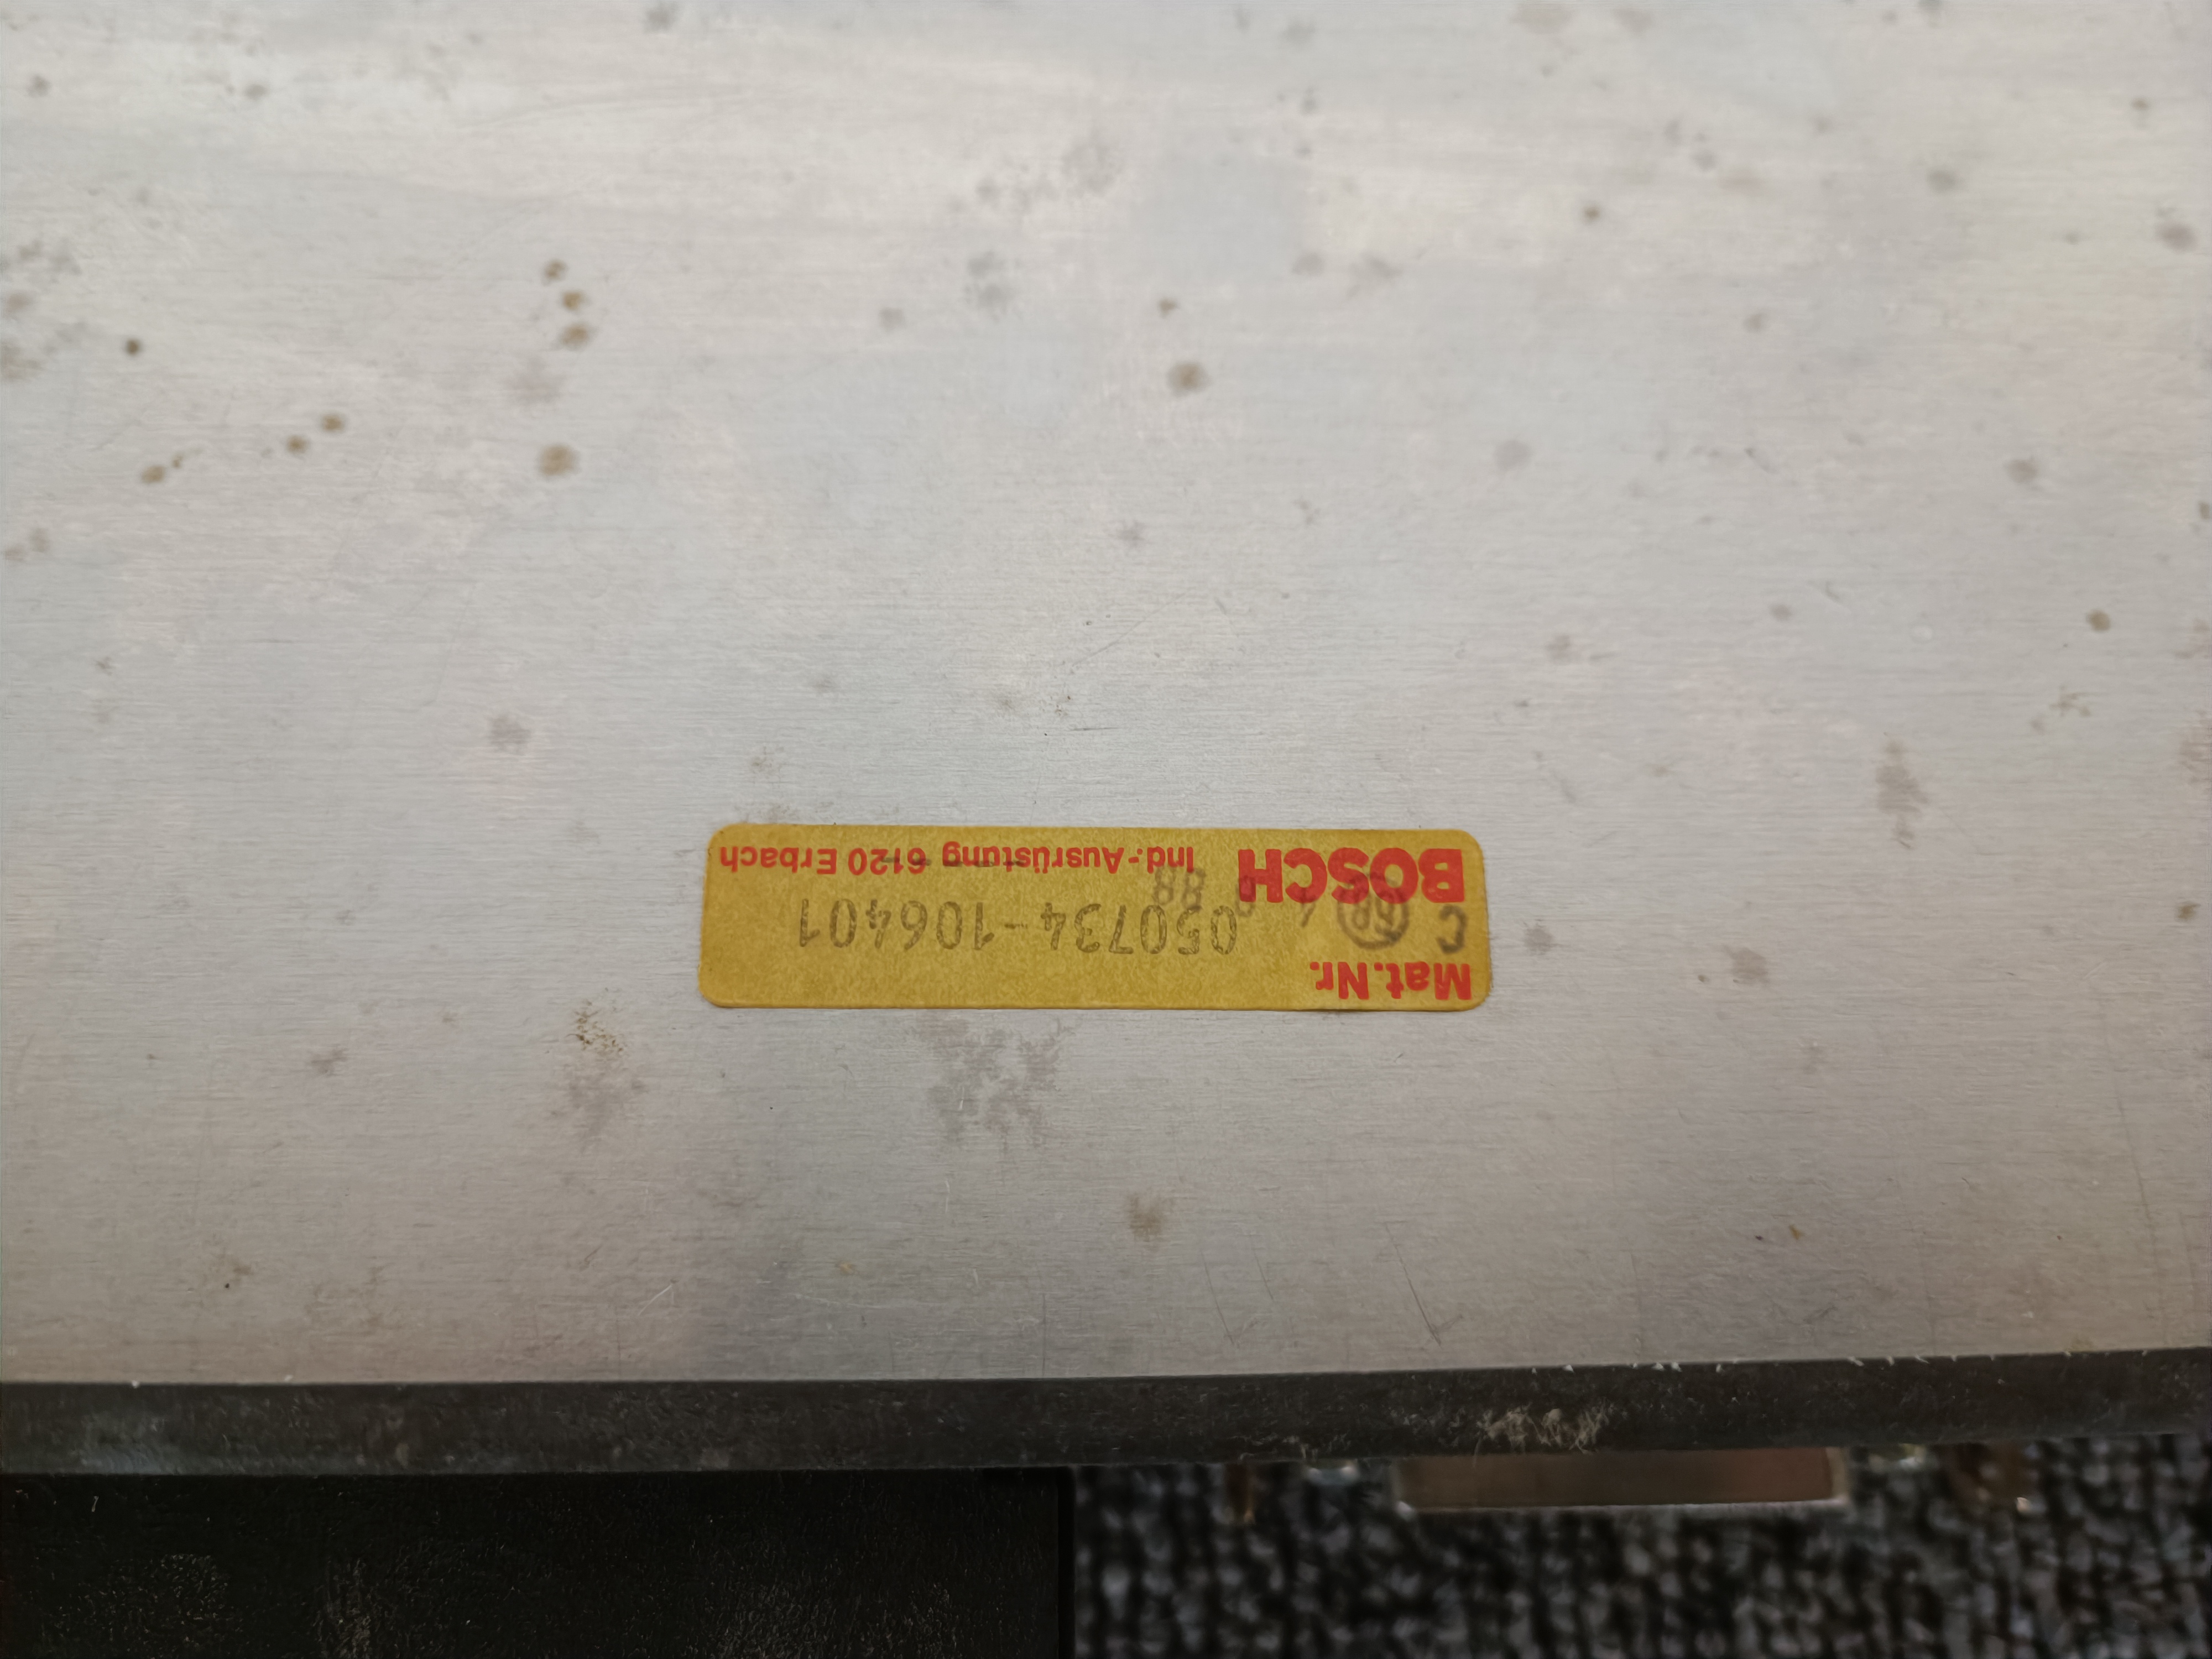 Mat.Nr.
050734-106401
BOSCH Ind.-Ausrüstung 6120 Erbach